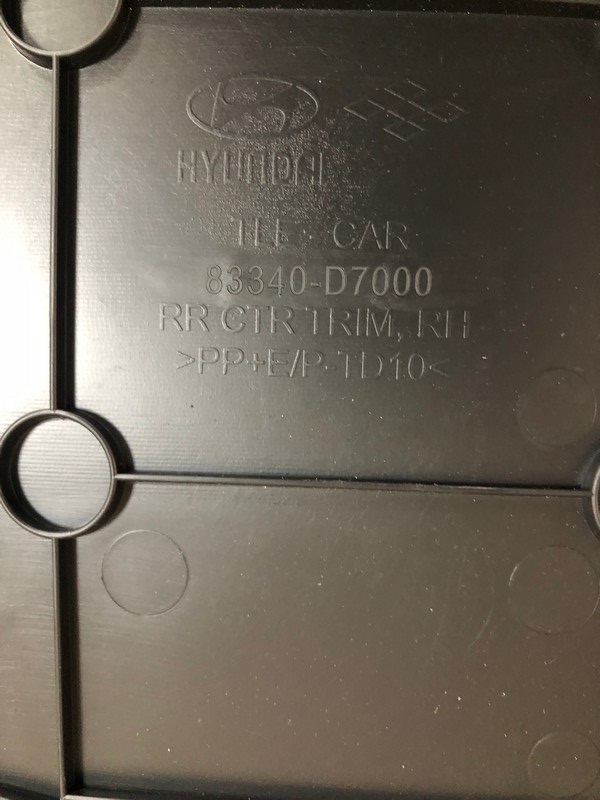 HYUNDAI
CAR
83340-D7000
RR CTR TRIM, RH
>PP+E/P-TD10<